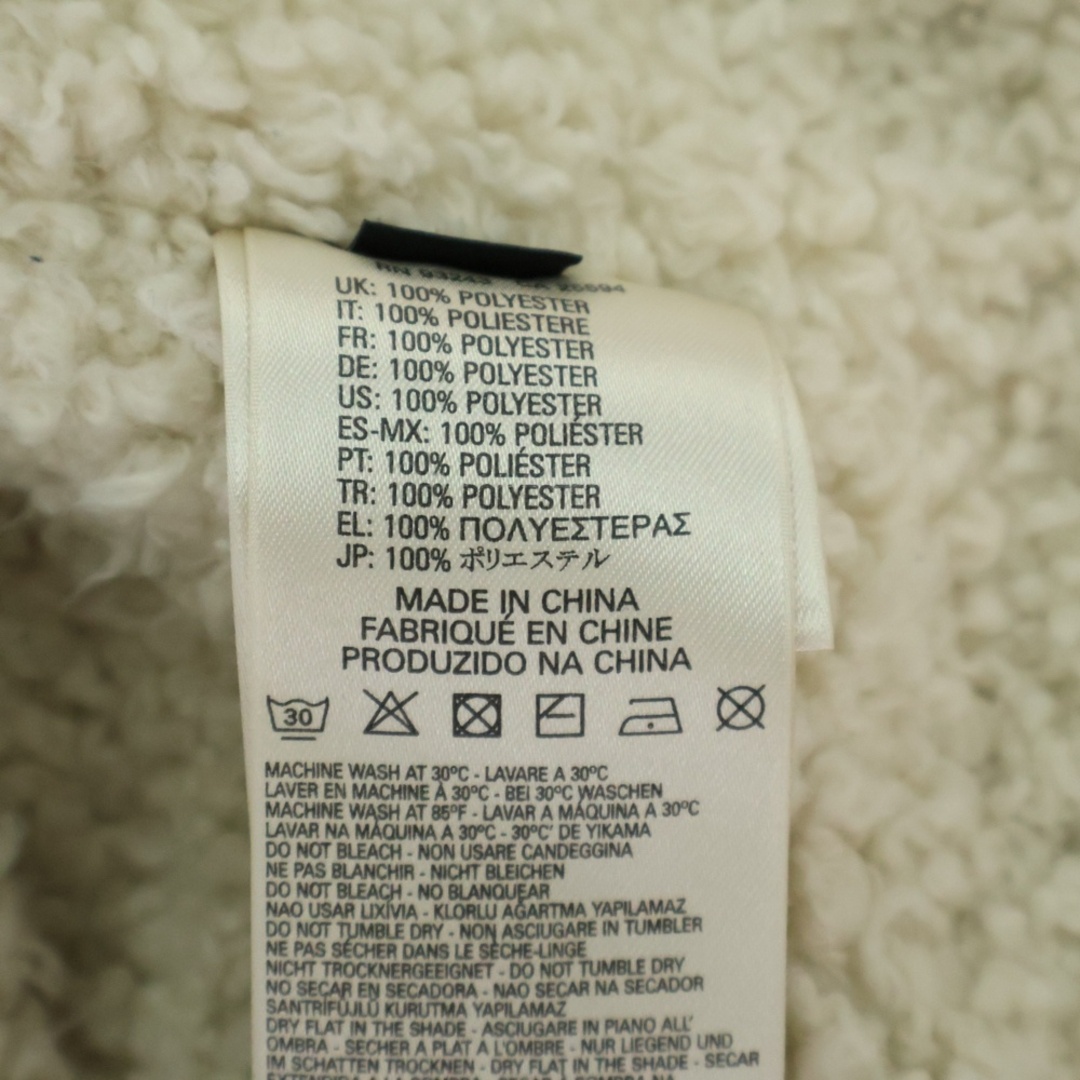 RN 93243 CA 25594
UK: 100% POLYESTER
IT: 100% POLIESTERE
FR: 100% POLYESTER
DE: 100% POLYESTER
US: 100% POLYESTER
ES-MX: 100% POLIÉSTER
PT: 100% POLIÉSTER
TR: 100% POLYESTER
EL: 100% ΠΟΛΥΕΣΤΕΡΑΣ
JP: 100% ポリエステル
MADE IN CHINA
FABRIQUÉ EN CHINE
PRODUZIDO NA CHINA
30
MACHINE WASH AT 30ºC - LAVARE A 30ºC
LAVER EN MACHINE À 30ºC - BEI 30ºC WASCHEN
MACHINE WASH AT 85ºF - LAVAR A MÁQUINA A 30ºC
LAVAR NA MÁQUINA A 30ºC - 30ºC' DE YIKAMA
DO NOT BLEACH - NON USARE CANDEGGINA
NE PAS BLANCHIR - NICHT BLEICHEN
DO NOT BLEACH - NO BLANQUEAR
NAO USAR LIXÍVIA - KLORLU AĞARTMA YAPILAMAZ
DO NOT TUMBLE DRY - NON ASCIUGARE IN TUMBLER
NE PAS SÉCHER DANS LE SÈCHE-LINGE
NICHT TROCKNERGEEIGNET - DO NOT TUMBLE DRY
NO SECAR EN SECADORA - NAO SECAR NA SECADOR
SANTRİFÜJLÜ KURUTMA YAPILAMAZ
DRY FLAT IN THE SHADE - ASCIUGARE IN PIANO ALL'
OMBRA - SECHER A PLAT A L'OMBRE - NUR LIEGEND UND
IM SCHATTEN TROCKNEN - DRY FLAT IN THE SHADE - SECAR